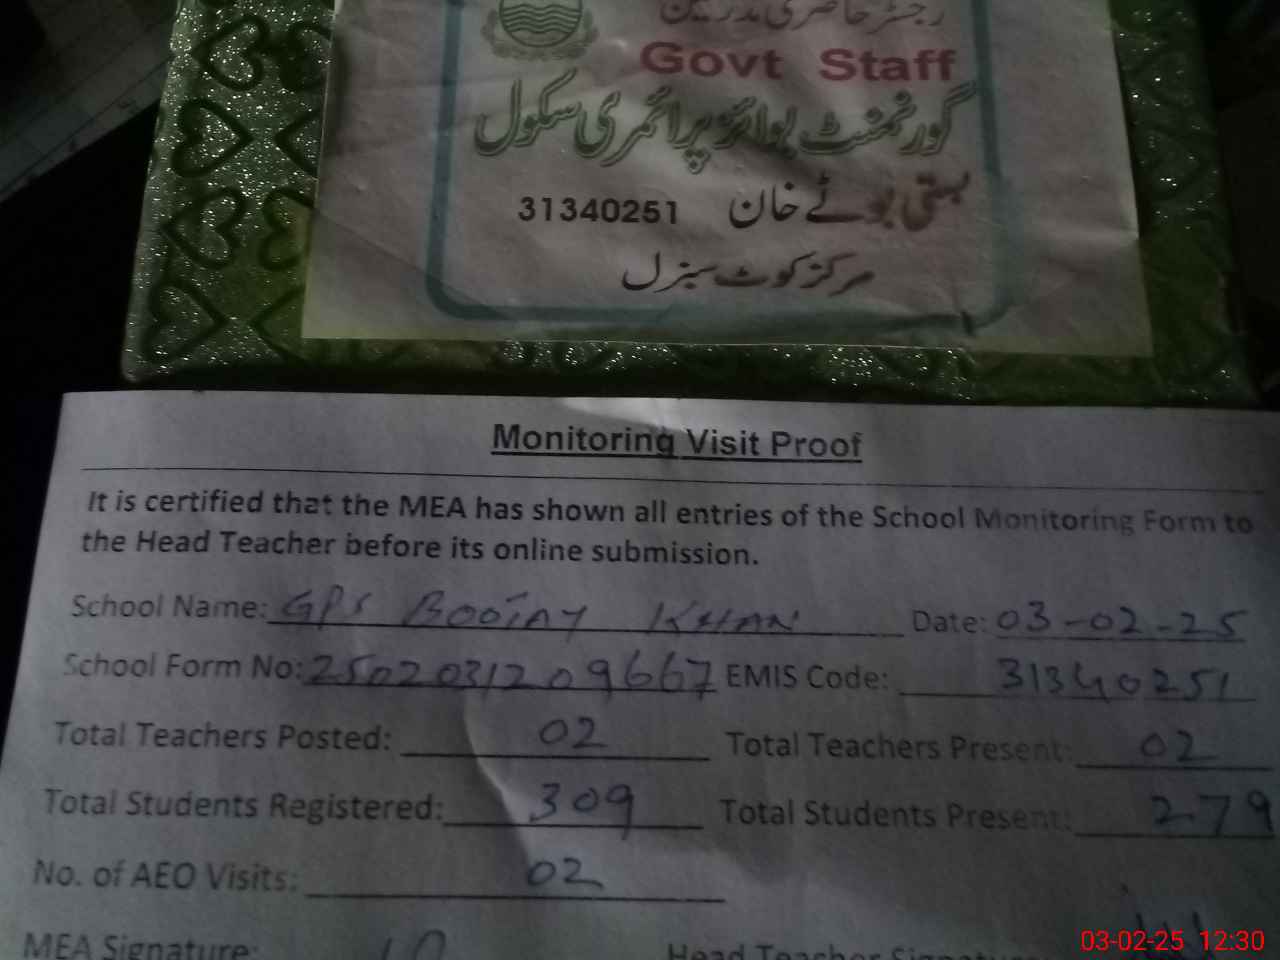 رجسٹر حاضری مدرسین
Govt Staff
گورنمنٹ بوائز پرائمری سکول
بستی بوٹے خان 31340251
مرکز کوٹ سبزل
Monitoring Visit Proof
It is certified that the MEA has shown all entries of the School Monitoring Form to
the Head Teacher before its online submission.
School Name: GPS BOOTAY KHAN Date: 03-02-25
School Form No: 2502031209667 EMIS Code: 31340251
Total Teachers Posted: 02 Total Teachers Present: 02
Total Students Registered: 309 Total Students Present: 279
No. of AEO Visits: 02
MEA Signature: Head Teacher Signature:
03-02-25 12:30